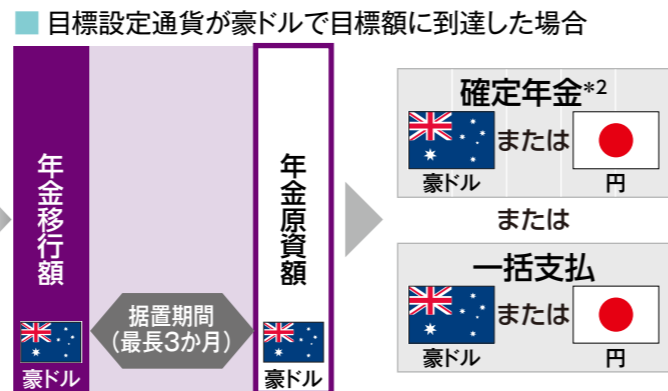 目標設定通貨が豪ドルで目標額に到達した場合
年金移行額
豪ドル
据置期間
(最長3か月)
年金原資額
豪ドル
確定年金*2
または
豪ドル
円
または
一括支払
または
豪ドル
円